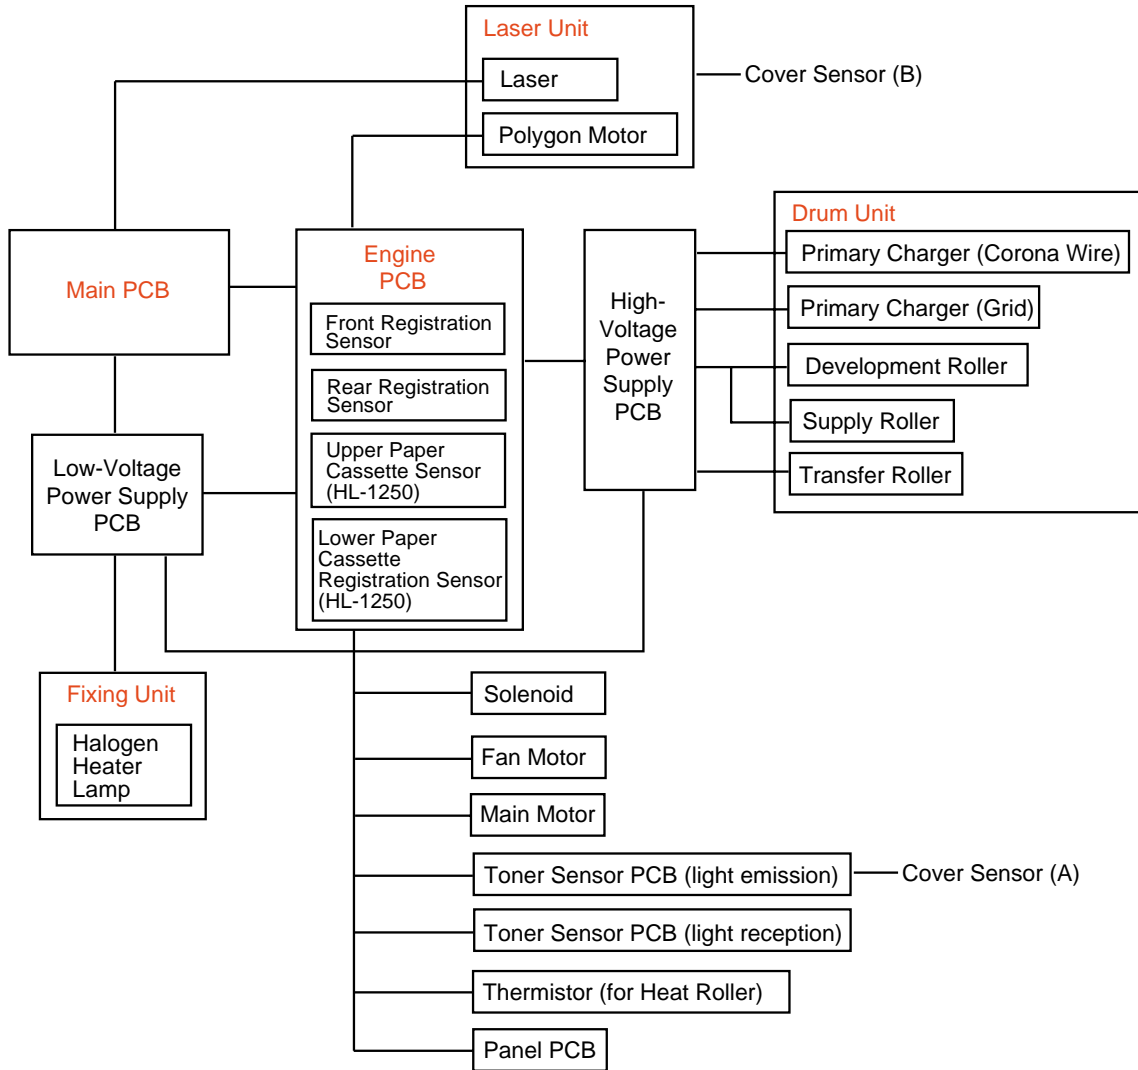 Laser Unit
Laser
Cover Sensor (B)
Polygon Motor
Drum Unit
Primary Charger (Corona Wire)
Primary Charger (Grid)
Development Roller
Supply Roller
Transfer Roller
Main PCB
Engine
PCB
Front Registration
Sensor
Rear Registration
Sensor
Upper Paper
Cassette Sensor
(HL-1250)
Lower Paper
Cassette
Registration Sensor
(HL-1250)
High-
Voltage
Power
Supply
PCB
Low-Voltage
Power Supply
PCB
Fixing Unit
Halogen
Heater
Lamp
Solenoid
Fan Motor
Main Motor
Toner Sensor PCB (light emission)
Cover Sensor (A)
Toner Sensor PCB (light reception)
Thermistor (for Heat Roller)
Panel PCB